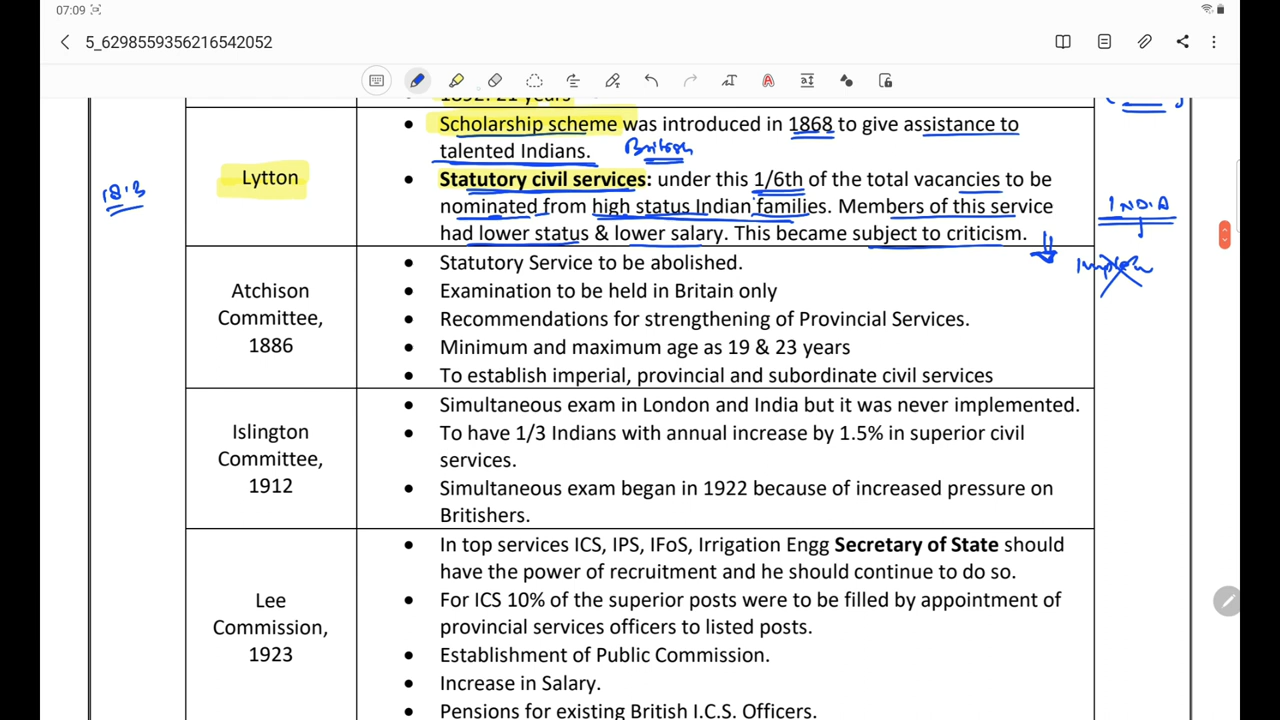 07:09
5_6298559356216542052
1892: 21 years
• Scholarship scheme was introduced in 1868 to give assistance to
talented Indians. British
Lytton
• Statutory civil services: under this 1/6th of the total vacancies to be
nominated from high status Indian families. Members of this service
had lower status & lower salary. This became subject to criticism.
INDIA
Atchison
Committee,
1886
• Statutory Service to be abolished.
• Examination to be held in Britain only
• Recommendations for strengthening of Provincial Services.
• Minimum and maximum age as 19 & 23 years
• To establish imperial, provincial and subordinate civil services
Islington
Committee,
1912
• Simultaneous exam in London and India but it was never implemented.
• To have 1/3 Indians with annual increase by 1.5% in superior civil
services.
• Simultaneous exam began in 1922 because of increased pressure on
Britishers.
Lee
Commission,
1923
• In top services ICS, IPS, IFoS, Irrigation Engg Secretary of State should
have the power of recruitment and he should continue to do so.
• For ICS 10% of the superior posts were to be filled by appointment of
provincial services officers to listed posts.
• Establishment of Public Commission.
• Increase in Salary.
• Pensions for existing British I.C.S. Officers.